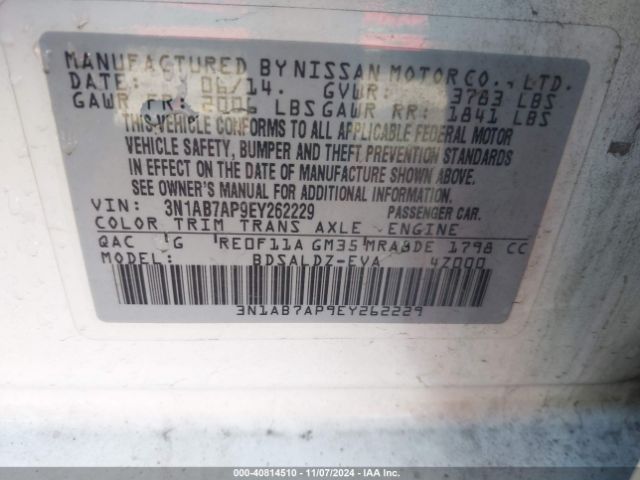 MANUFACTURED BY NISSAN MOTOR CO., LTD.
DATE: 06/14. GVWR: 3783 LBS
GAWR FR: 2006 LBS GAWR RR: 1841 LBS
THIS VEHICLE CONFORMS TO ALL APPLICABLE FEDERAL MOTOR
VEHICLE SAFETY, BUMPER AND THEFT PREVENTION STANDARDS
IN EFFECT ON THE DATE OF MANUFACTURE SHOWN ABOVE.
SEE OWNER'S MANUAL FOR ADDITIONAL INFORMATION.
VIN: 3N1AB7AP9EY262229 PASSENGER CAR.
COLOR TRIM TRANS AXLE ENGINE
QAC G RE0F11A GM35 MRA8DE 1798 CC
MODEL: BDSALDZ-EVA 4Z000
3N1AB7AP9EY262229
000-40814510 | 11/07/2024 | IAA, Inc.